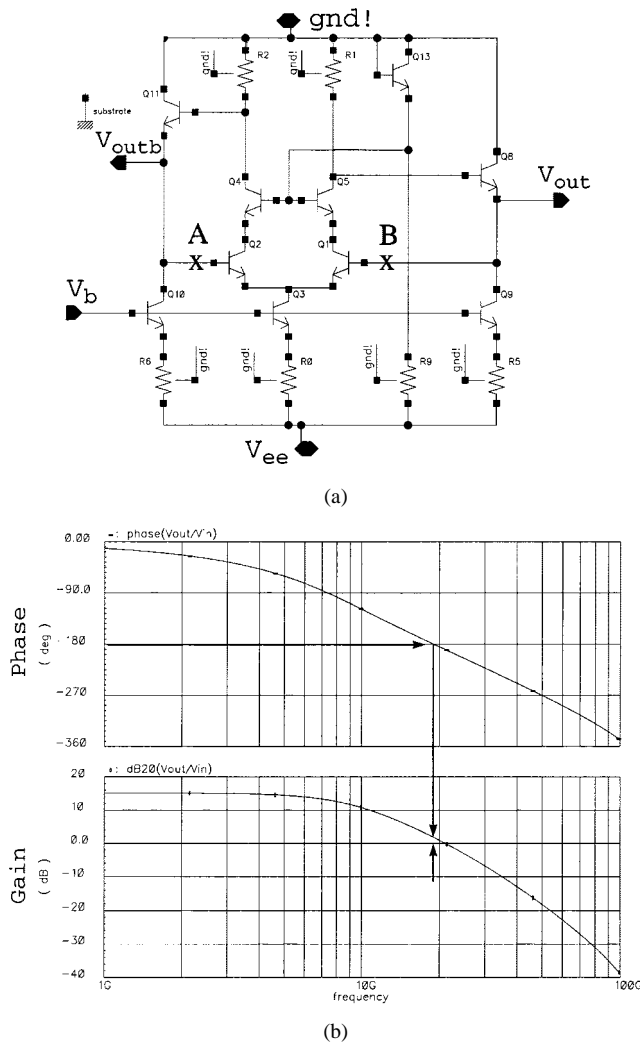 gnd!
gnd!
R2
gnd!
R1
Q13
Q11
substrate
Voutb
Q4
Q5
Q8
Vout
A
X
Q2
Q1
B
X
Vb
Q10
Q3
Q9
R6
gnd!
gnd!
R0
gnd!
R9
gnd!
R5
Vee
(a)
phase(Vout/Vin)
0.00
-90.0
-180
-270
-360
Phase
( deg )
dB20(Vout/Vin)
20
10
0.0
-10
-20
-30
-40
Gain
( dB )
1G
10G
100G
frequency
(b)